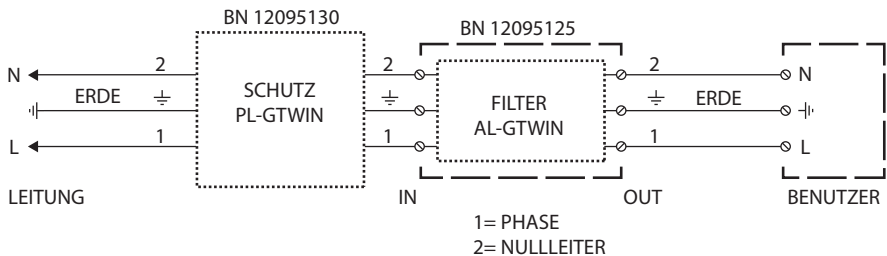 BN 12095130
BN 12095125
N 2 2 2 N
ERDE ERDE
SCHUTZ
PL-GTWIN
FILTER
AL-GTWIN
L 1 1 1 L
LEITUNG IN OUT BENUTZER
1= PHASE
2= NULLLEITER